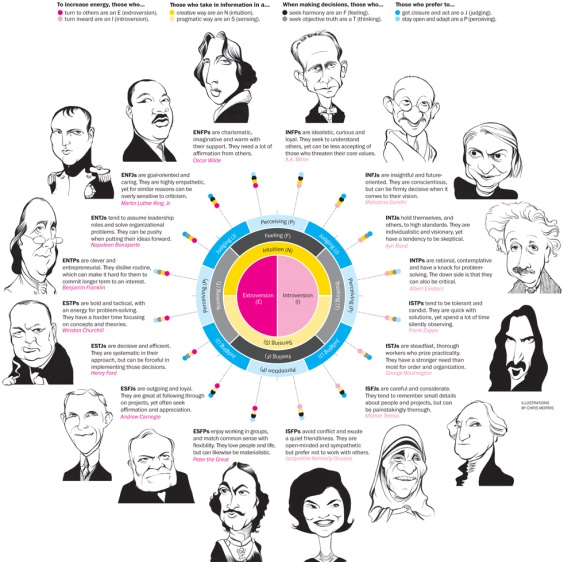 To increase energy, those who...
turn to others are an E (extroversion).
turn inward are an I (introversion).
Those who take in information in a...
creative way are an N (intuition).
pragmatic way are an S (sensing).
When making decisions, those who...
seek harmony are an F (feeling).
seek objective truth are a T (thinking).
Those who prefer to...
get closure and act are a J (judging).
stay open and adapt are a P (perceiving).
ENFPs are charismatic,
imaginative and warm with
their support. They need a lot of
affirmation from others.
Oscar Wilde
INFPs are idealistic, curious and
loyal. They seek to understand
others, yet can be less accepting of
those who threaten their core values.
A.A. Milne
ENFJs are goal-oriented and
caring. They are highly empathetic,
yet for similar reasons can be
overly sensitive to criticism.
Martin Luther King, Jr.
INFJs are insightful and future-
oriented. They are conscientious,
but can be firmly decisive when it
comes to their vision.
Mahatma Gandhi
ENTJs tend to assume leadership
roles and solve organizational
problems. They can be pushy
when putting their ideas forward.
Napoleon Bonaparte
INTJs hold themselves, and
others, to high standards. They are
individualistic and visionary, yet
have a tendency to be skeptical.
Ayn Rand
ENTPs are clever and
entrepreneurial. They dislike routine,
which can make it hard for them to
commit longer term to an interest.
Benjamin Franklin
INTPs are rational, contemplative
and have a knack for problem-
solving. The down side is that they
can also be critical.
Albert Einstein
ESTPs are bold and tactical, with
an energy for problem-solving.
They have a harder time focusing
on concepts and theories.
Winston Churchill
ISTPs tend to be tolerant and
candid. They are quick with
solutions, yet spend a lot of time
silently observing.
Frank Zappa
ESTJs are decisive and efficient.
They are systematic in their
approach, but can be forceful in
implementing those decisions.
Henry Ford
ISTJs are steadfast, thorough
workers who prize practicality.
They have a stronger need than
most for order and organization.
George Washington
ESFJs are outgoing and loyal.
They are great at following through
on projects, yet often seek
affirmation and appreciation.
Andrew Carnegie
ISFJs are careful and considerate.
They tend to remember small details
about people and projects, but can
be painstakingly thorough.
Mother Teresa
ESFPs enjoy working in groups,
and match common sense with
flexibility. They love people and life,
but can likewise be materialistic.
Peter the Great
ISFPs avoid conflict and exude
a quiet friendliness. They are
open-minded and sympathetic
but prefer not to work with others.
Jacqueline Kennedy Onassis
Perceiving (P)
Judging (J)
Judging (J)
Feeling (F)
Intuition (N)
Perceiving (P)
Thinking (T)
Extroversion
(E)
Introversion
(I)
Thinking (T)
Perceiving (P)
Sensing (S)
Feeling (F)
Judging (J)
Judging (J)
Perception (P)
ILLUSTRATIONS
BY CHRIS MORRIS